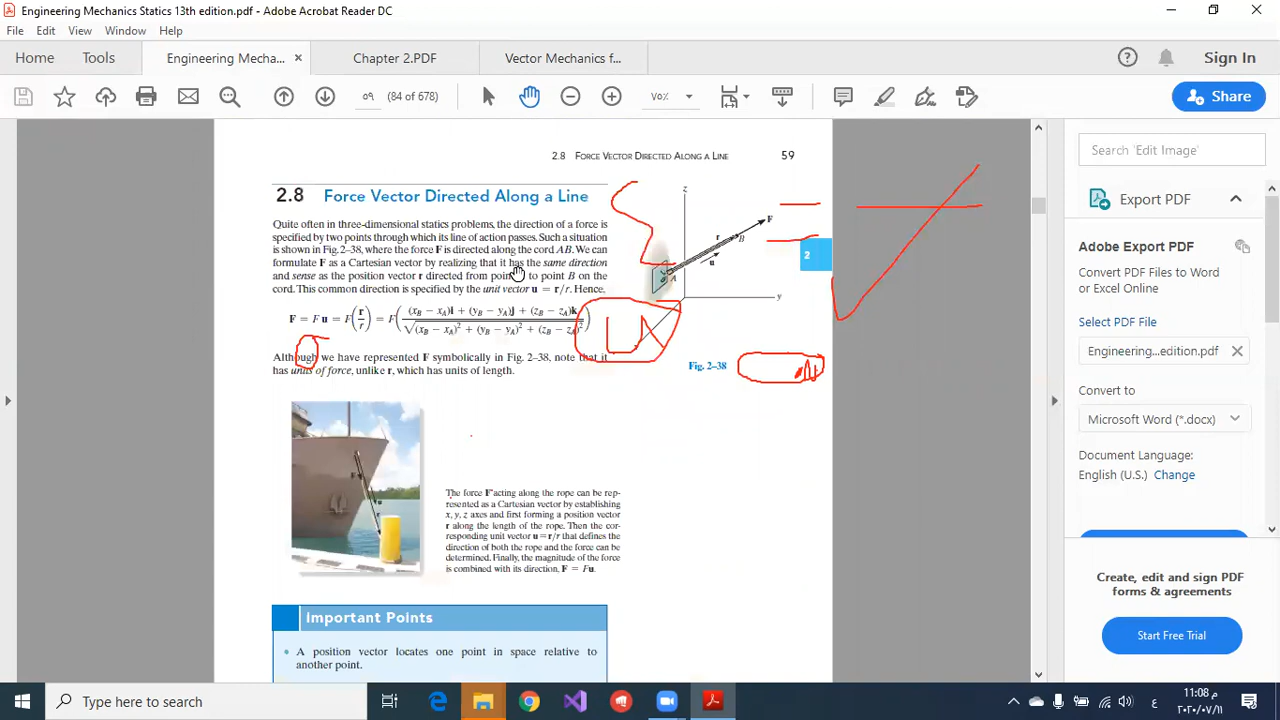 Engineering Mechanics Statics 13th edition.pdf - Adobe Acrobat Reader DC
File Edit View Window Help
Home Tools Engineering Mecha... × Chapter 2.PDF Vector Mechanics f... Sign In
٥٩ (84 of 678) ٧٥% Share
2.8 FORCE VECTOR DIRECTED ALONG A LINE 59
2.8 Force Vector Directed Along a Line
Quite often in three-dimensional statics problems, the direction of a force is
specified by two points through which its line of action passes. Such a situation
is shown in Fig. 2–38, where the force F is directed along the cord AB. We can
formulate F as a Cartesian vector by realizing that it has the same direction
and sense as the position vector r directed from point to point B on the
cord. This common direction is specified by the unit vector u = r/r. Hence,
F = F u = F(r/r) = F((x_B − x_A)i + (y_B − y_A)j + (z_B − z_A)k / √((x_B − x_A)² + (y_B − y_A)² + (z_B − z_A)²))
Although we have represented F symbolically in Fig. 2–38, note that it
has units of force, unlike r, which has units of length.
z
F
r
B
u
A
y
2
Fig. 2–38
F
u
r
The force F acting along the rope can be rep-
resented as a Cartesian vector by establishing
x, y, z axes and first forming a position vector
r along the length of the rope. Then the cor-
responding unit vector u = r/r that defines the
direction of both the rope and the force can be
determined. Finally, the magnitude of the force
is combined with its direction, F = Fu.
Important Points
• A position vector locates one point in space relative to
another point.
Search 'Edit Image'
Export PDF
Adobe Export PDF
Convert PDF Files to Word
or Excel Online
Select PDF File
Engineering...edition.pdf ×
Convert to
Microsoft Word (*.docx)
Document Language:
English (U.S.) Change
Create, edit and sign PDF
forms & agreements
Start Free Trial
Type here to search
ع
11:08 م
٢٠٢٠/٠٧/١١